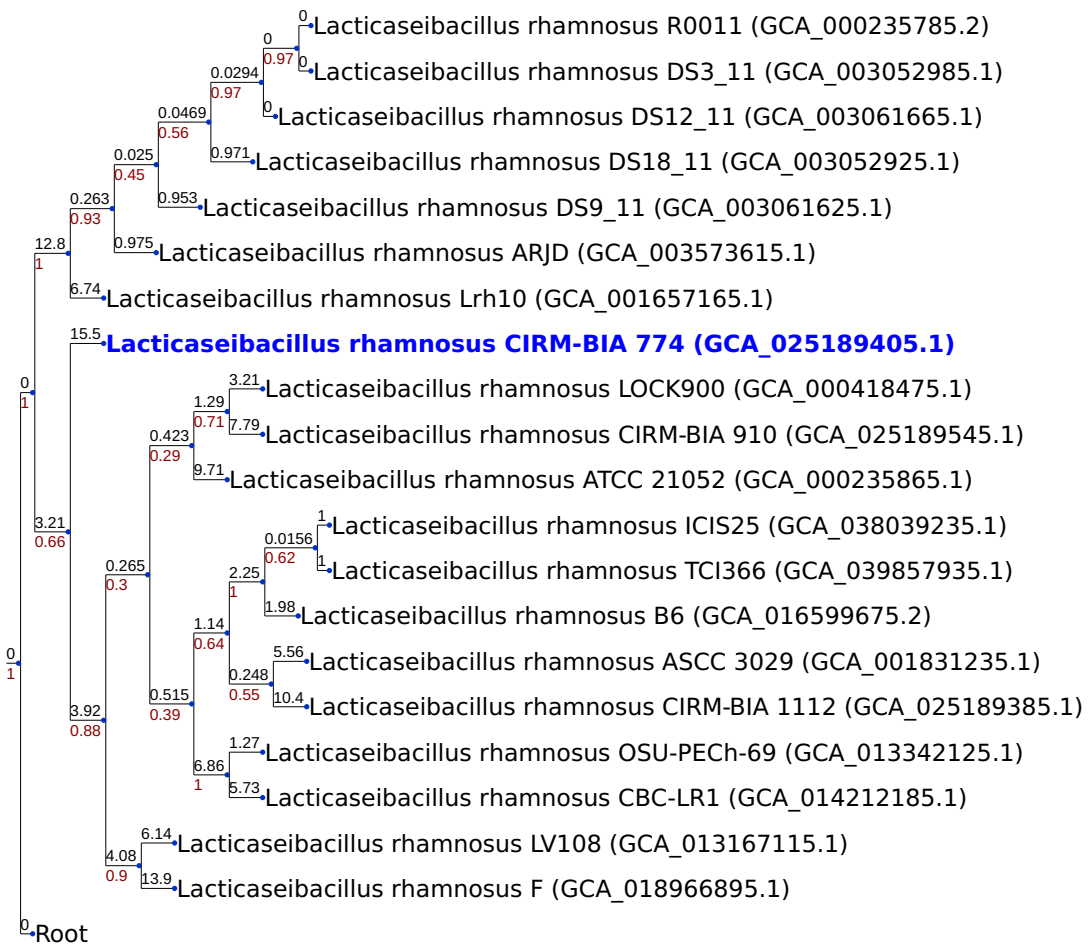 0
Lacticaseibacillus rhamnosus R0011 (GCA_000235785.2)
0
0.97
0
Lacticaseibacillus rhamnosus DS3_11 (GCA_003052985.1)
0.0294
0.97
0
Lacticaseibacillus rhamnosus DS12_11 (GCA_003061665.1)
0.0469
0.56
0.971
Lacticaseibacillus rhamnosus DS18_11 (GCA_003052925.1)
0.025
0.45
0.953
Lacticaseibacillus rhamnosus DS9_11 (GCA_003061625.1)
0.263
0.93
0.975
Lacticaseibacillus rhamnosus ARJD (GCA_003573615.1)
12.8
1
6.74
Lacticaseibacillus rhamnosus Lrh10 (GCA_001657165.1)
15.5
Lacticaseibacillus rhamnosus CIRM-BIA 774 (GCA_025189405.1)
0
1
3.21
Lacticaseibacillus rhamnosus LOCK900 (GCA_000418475.1)
1.29
0.71
7.79
Lacticaseibacillus rhamnosus CIRM-BIA 910 (GCA_025189545.1)
0.423
0.29
9.71
Lacticaseibacillus rhamnosus ATCC 21052 (GCA_000235865.1)
3.21
0.66
1
Lacticaseibacillus rhamnosus ICIS25 (GCA_038039235.1)
0.0156
0.62
1
Lacticaseibacillus rhamnosus TCI366 (GCA_039857935.1)
0.265
0.3
2.25
1
1.98
Lacticaseibacillus rhamnosus B6 (GCA_016599675.2)
1.14
0.64
0
1
5.56
Lacticaseibacillus rhamnosus ASCC 3029 (GCA_001831235.1)
0.248
0.55
10.4
Lacticaseibacillus rhamnosus CIRM-BIA 1112 (GCA_025189385.1)
0.515
0.39
3.92
0.88
1.27
Lacticaseibacillus rhamnosus OSU-PECh-69 (GCA_013342125.1)
6.86
1
5.73
Lacticaseibacillus rhamnosus CBC-LR1 (GCA_014212185.1)
6.14
Lacticaseibacillus rhamnosus LV108 (GCA_013167115.1)
4.08
0.9
13.9
Lacticaseibacillus rhamnosus F (GCA_018966895.1)
0
Root